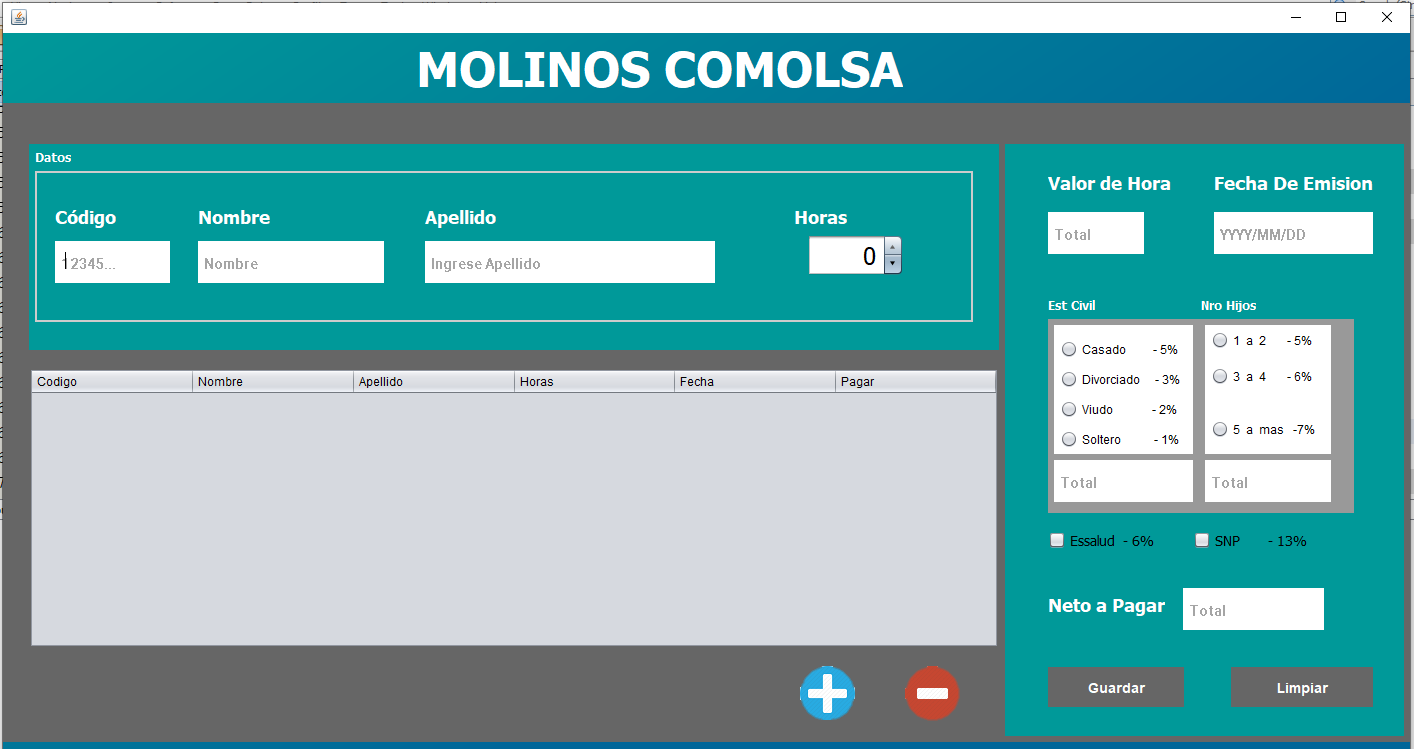 MOLINOS COMOLSA
Datos
Código Nombre Apellido Horas
12345... Nombre Ingrese Apellido 0
Codigo Nombre Apellido Horas Fecha Pagar
Valor de Hora Fecha De Emision
Total YYYY/MM/DD
Est Civil Nro Hijos
Casado - 5%
Divorciado - 3%
Viudo - 2%
Soltero - 1%
Total
1 a 2 - 5%
3 a 4 - 6%
5 a mas -7%
Total
Essalud - 6% SNP - 13%
Neto a Pagar Total
Guardar Limpiar